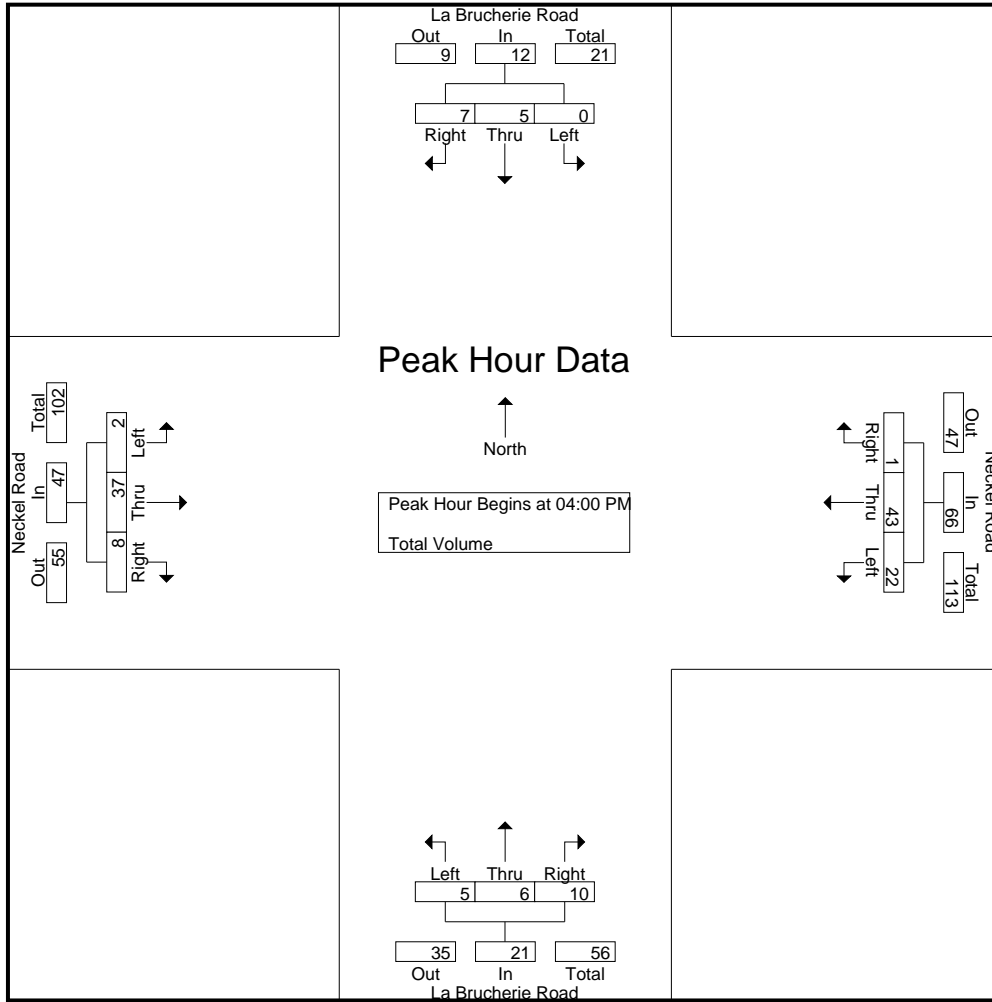 La Brucherie Road
Out In Total
9 12 21
7 5 0
Right Thru Left
Peak Hour Data
North
Peak Hour Begins at 04:00 PM
Total Volume
Neckel Road
Out In Total
55 47 102
Right Thru Left
8 37 2
Neckel Road
Out In Total
47 66 113
Right Thru Left
1 43 22
Left Thru Right
5 6 10
35 21 56
Out In Total
La Brucherie Road